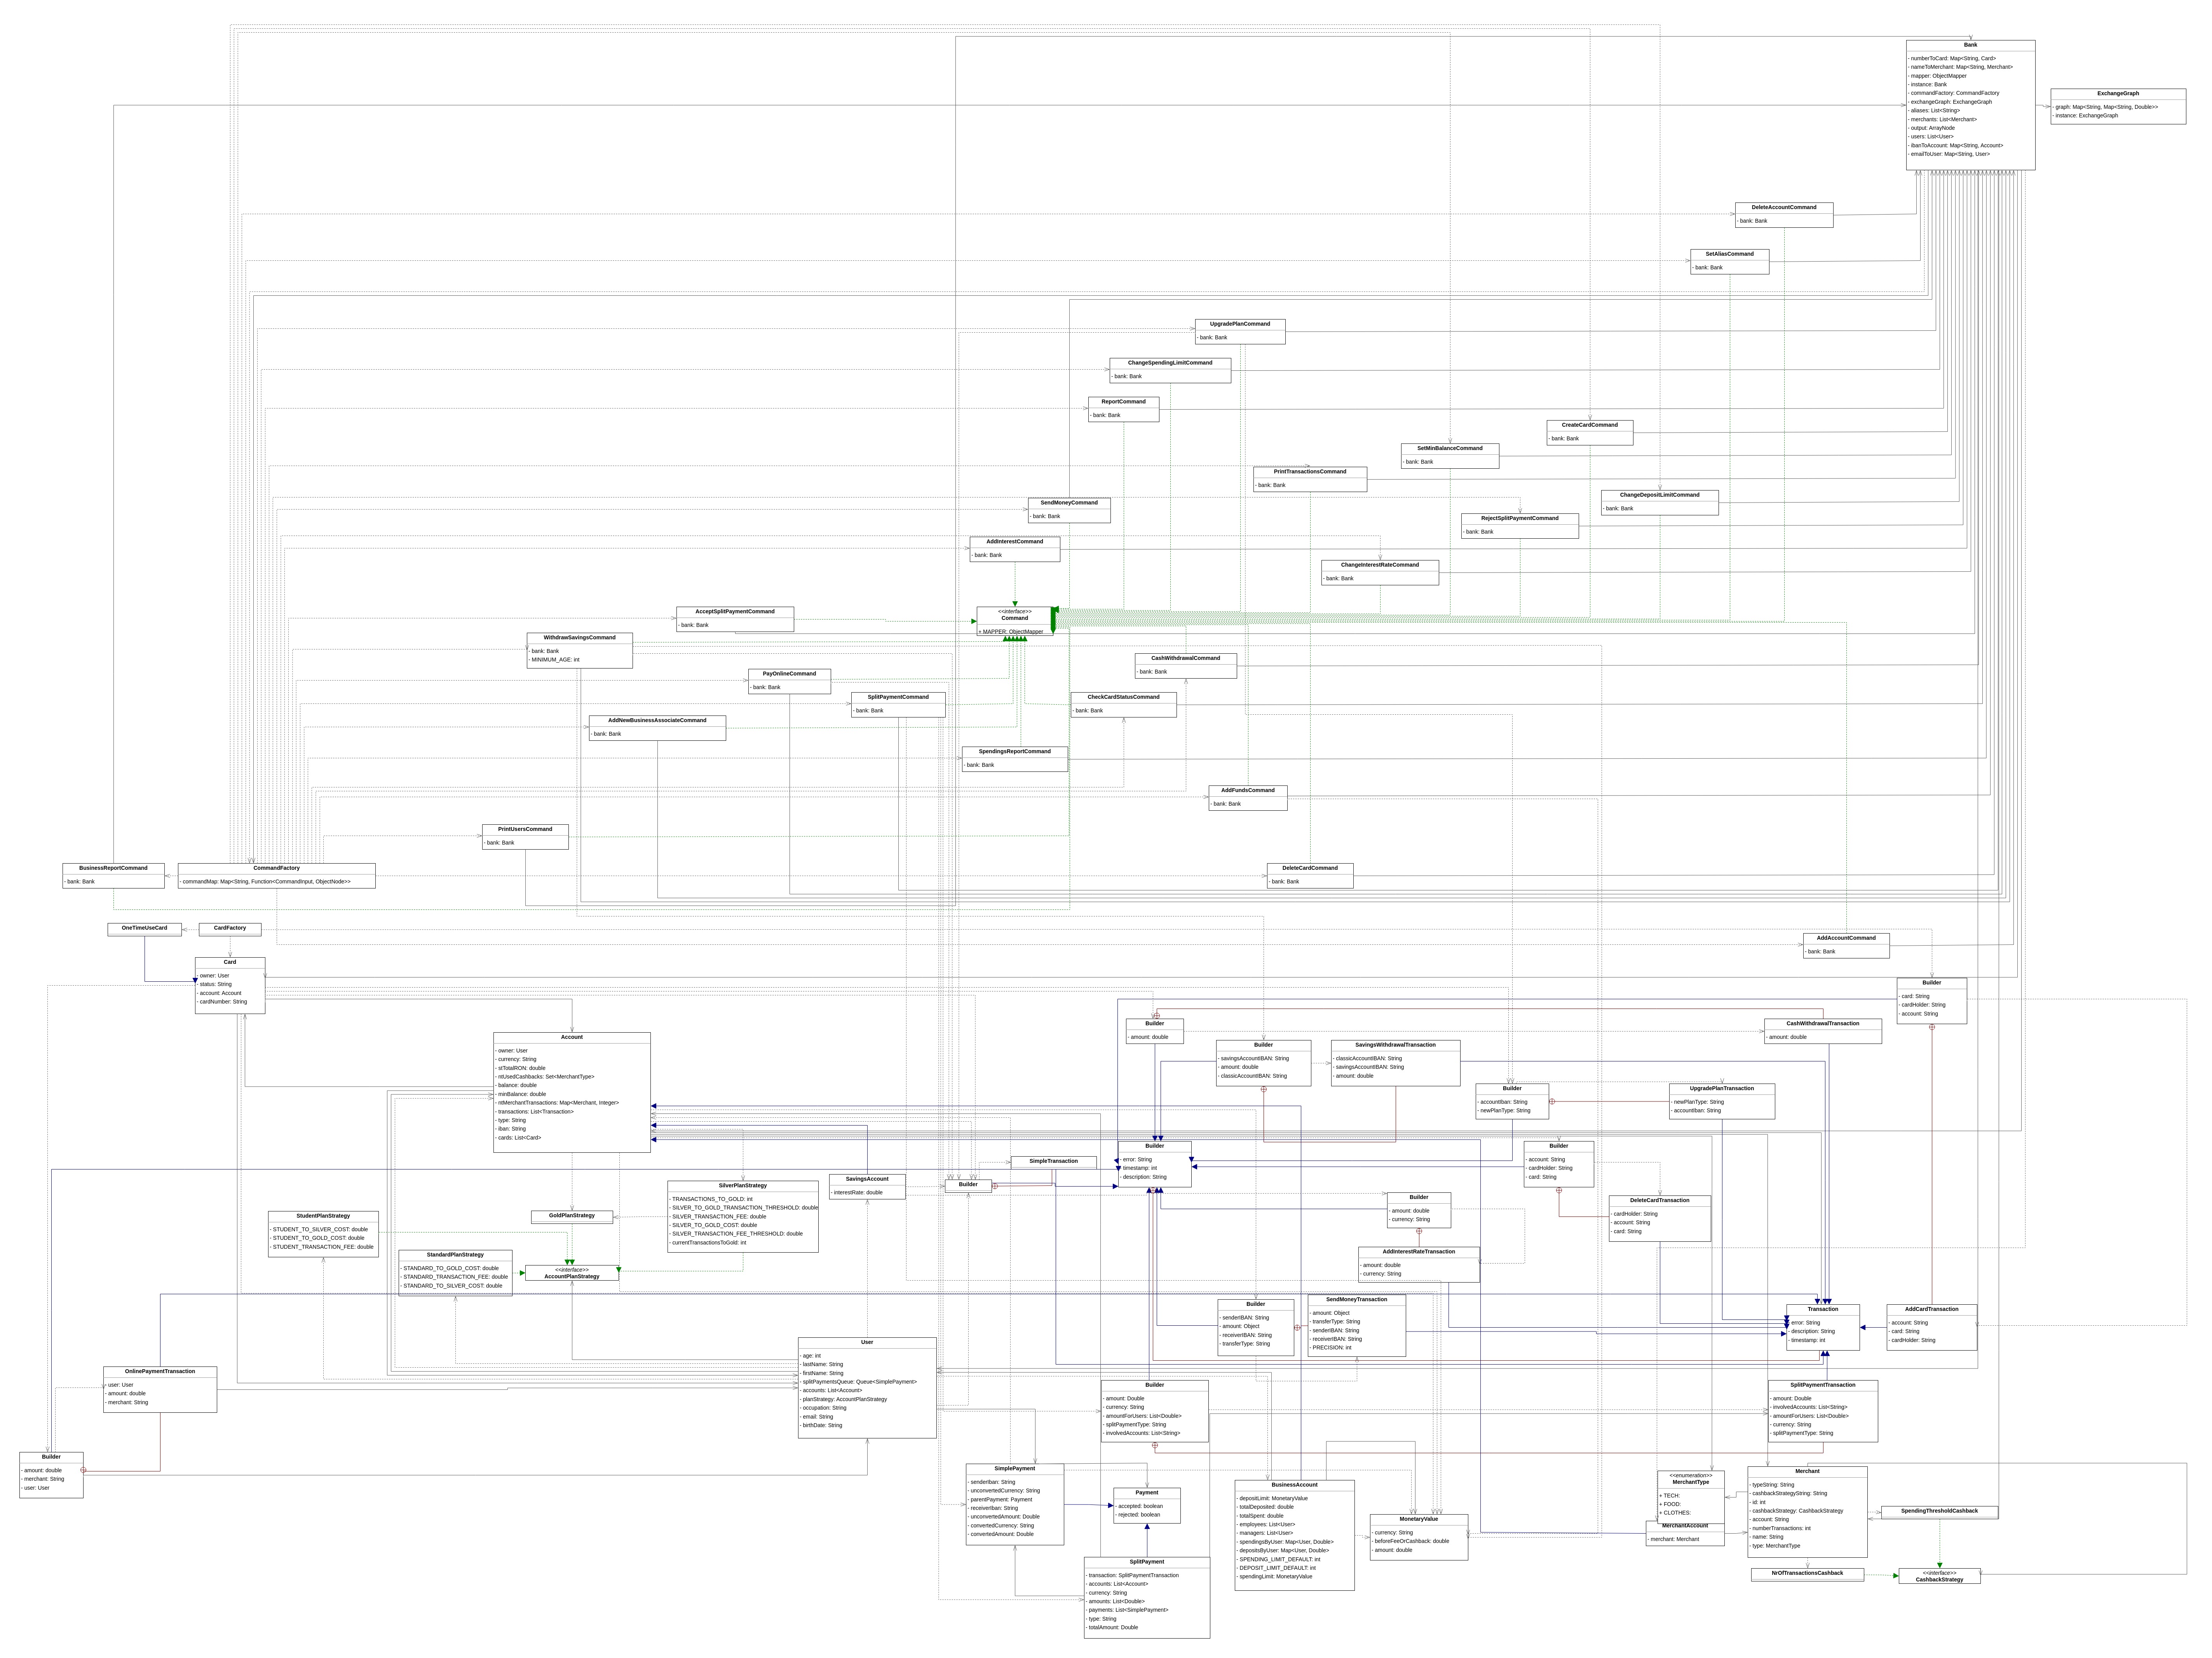 Bank
- numberToCard: Map<String, Card>
- nameToMerchant: Map<String, Merchant>
- mapper: ObjectMapper
- instance: Bank
- commandFactory: CommandFactory
- exchangeGraph: ExchangeGraph
- aliases: List<String>
- merchants: List<Merchant>
- output: ArrayNode
- users: List<User>
- ibanToAccount: Map<String, Account>
- emailToUser: Map<String, User>
ExchangeGraph
- graph: Map<String, Map<String, Double>>
- instance: ExchangeGraph
DeleteAccountCommand
- bank: Bank
SetAliasCommand
- bank: Bank
UpgradePlanCommand
- bank: Bank
ChangeSpendingLimitCommand
- bank: Bank
ReportCommand
- bank: Bank
CreateCardCommand
- bank: Bank
SetMinBalanceCommand
- bank: Bank
PrintTransactionsCommand
- bank: Bank
ChangeDepositLimitCommand
- bank: Bank
SendMoneyCommand
- bank: Bank
RejectSplitPaymentCommand
- bank: Bank
AddInterestCommand
- bank: Bank
ChangeInterestRateCommand
- bank: Bank
<<interface>>
Command
+ MAPPER: ObjectMapper
AcceptSplitPaymentCommand
- bank: Bank
WithdrawSavingsCommand
- bank: Bank
- MINIMUM_AGE: int
CashWithdrawalCommand
- bank: Bank
PayOnlineCommand
- bank: Bank
SplitPaymentCommand
- bank: Bank
CheckCardStatusCommand
- bank: Bank
AddNewBusinessAssociateCommand
- bank: Bank
SpendingsReportCommand
- bank: Bank
AddFundsCommand
- bank: Bank
PrintUsersCommand
- bank: Bank
BusinessReportCommand
- bank: Bank
CommandFactory
- commandMap: Map<String, Function<CommandInput, ObjectNode>>
DeleteCardCommand
- bank: Bank
OneTimeUseCard
CardFactory
AddAccountCommand
- bank: Bank
Card
- owner: User
- status: String
- account: Account
- cardNumber: String
Builder
- card: String
- cardHolder: String
- account: String
Builder
- amount: double
CashWithdrawalTransaction
- amount: double
Account
- owner: User
- currency: String
- stTotalRON: double
- ntUsedCashbacks: Set<MerchantType>
- balance: double
- minBalance: double
- ntMerchantTransactions: Map<Merchant, Integer>
- transactions: List<Transaction>
- type: String
- iban: String
- cards: List<Card>
Builder
- savingsAccountIBAN: String
- amount: double
- classicAccountIBAN: String
SavingsWithdrawalTransaction
- classicAccountIBAN: String
- savingsAccountIBAN: String
- amount: double
Builder
- accountIban: String
- newPlanType: String
UpgradePlanTransaction
- newPlanType: String
- accountIban: String
Builder
- error: String
- timestamp: int
- description: String
Builder
- account: String
- cardHolder: String
- card: String
SimpleTransaction
SavingsAccount
- interestRate: double
Builder
SilverPlanStrategy
- TRANSACTIONS_TO_GOLD: int
- SILVER_TO_GOLD_TRANSACTION_THRESHOLD: double
- SILVER_TRANSACTION_FEE: double
- SILVER_TO_GOLD_COST: double
- SILVER_TRANSACTION_FEE_THRESHOLD: double
- currentTransactionsToGold: int
Builder
- amount: double
- currency: String
DeleteCardTransaction
- cardHolder: String
- account: String
- card: String
StudentPlanStrategy
- STUDENT_TO_SILVER_COST: double
- STUDENT_TO_GOLD_COST: double
- STUDENT_TRANSACTION_FEE: double
GoldPlanStrategy
StandardPlanStrategy
- STANDARD_TO_GOLD_COST: double
- STANDARD_TRANSACTION_FEE: double
- STANDARD_TO_SILVER_COST: double
<<interface>>
AccountPlanStrategy
AddInterestRateTransaction
- amount: double
- currency: String
Builder
- senderIBAN: String
- amount: Object
- receiverIBAN: String
- transferType: String
SendMoneyTransaction
- amount: Object
- transferType: String
- senderIBAN: String
- receiverIBAN: String
- PRECISION: int
Transaction
- error: String
- description: String
- timestamp: int
AddCardTransaction
- account: String
- card: String
- cardHolder: String
User
- age: int
- lastName: String
- firstName: String
- splitPaymentsQueue: Queue<SimplePayment>
- accounts: List<Account>
- planStrategy: AccountPlanStrategy
- occupation: String
- email: String
- birthDate: String
OnlinePaymentTransaction
- user: User
- amount: double
- merchant: String
Builder
- amount: Double
- currency: String
- amountForUsers: List<Double>
- splitPaymentType: String
- involvedAccounts: List<String>
SplitPaymentTransaction
- amount: Double
- involvedAccounts: List<String>
- amountForUsers: List<Double>
- currency: String
- splitPaymentType: String
Builder
- amount: double
- merchant: String
- user: User
SimplePayment
- senderIban: String
- unconvertedCurrency: String
- parentPayment: Payment
- receiverIban: String
- unconvertedAmount: Double
- convertedCurrency: String
- convertedAmount: Double
Payment
- accepted: boolean
- rejected: boolean
BusinessAccount
- depositLimit: MonetaryValue
- totalDeposited: double
- totalSpent: double
- employees: List<User>
- managers: List<User>
- spendingsByUser: Map<User, Double>
- depositsByUser: Map<User, Double>
- SPENDING_LIMIT_DEFAULT: int
- DEPOSIT_LIMIT_DEFAULT: int
- spendingLimit: MonetaryValue
MonetaryValue
- currency: String
- beforeFeeOrCashback: double
- amount: double
<<enumeration>>
MerchantType
+ TECH:
+ FOOD:
+ CLOTHES:
MerchantAccount
- merchant: Merchant
Merchant
- typeString: String
- cashbackStrategyString: String
- id: int
- cashbackStrategy: CashbackStrategy
- account: String
- numberTransactions: int
- name: String
- type: MerchantType
SpendingThresholdCashback
SplitPayment
- transaction: SplitPaymentTransaction
- accounts: List<Account>
- currency: String
- amounts: List<Double>
- payments: List<SimplePayment>
- type: String
- totalAmount: Double
NrOfTransactionsCashback
<<interface>>
CashbackStrategy